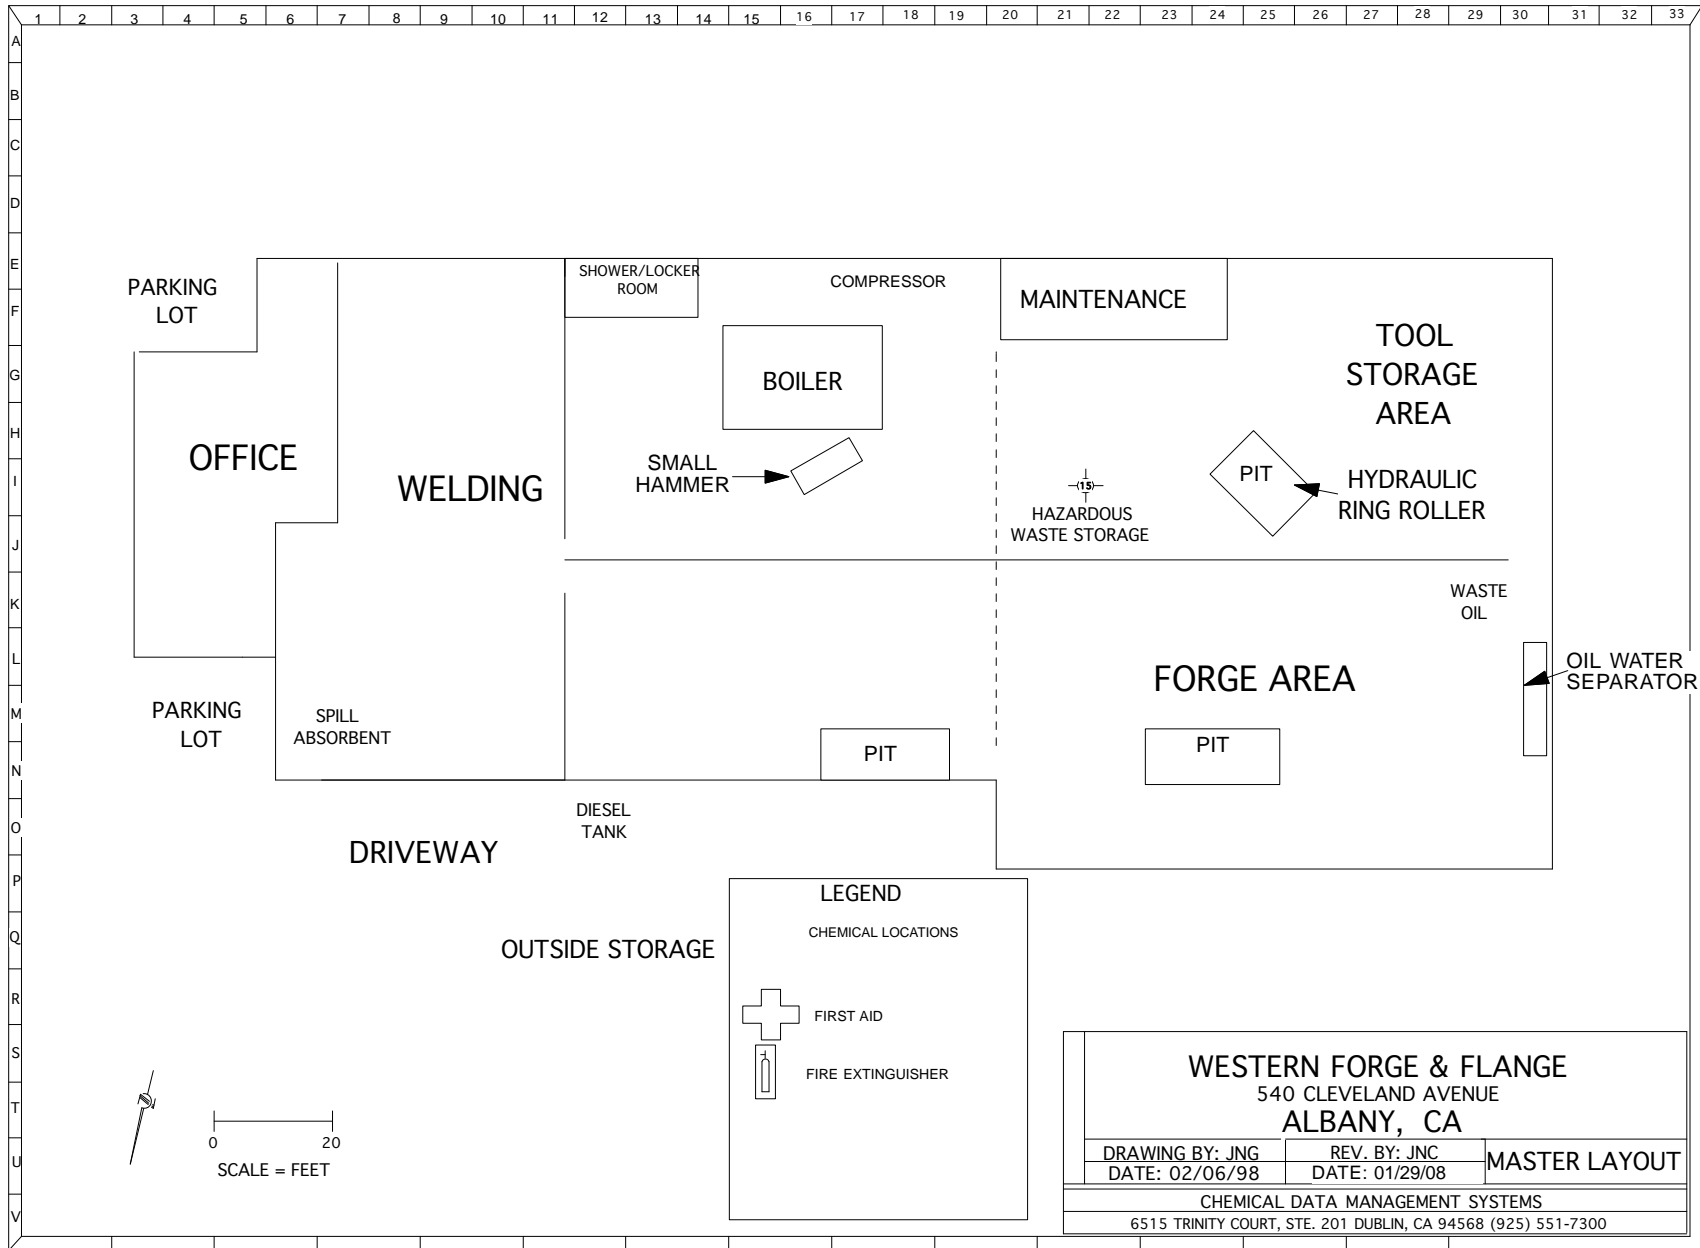 1 2 3 4 5 6 7 8 9 10 11 12 13 14 15 16 17 18 19 20 21 22 23 24 25 26 27 28 29 30 31 32 33
A
B
C
D
E
F
G
H
I
J
K
L
M
N
O
P
Q
R
S
T
U
V
PARKING
LOT
SHOWER/LOCKER
ROOM
COMPRESSOR
MAINTENANCE
TOOL
STORAGE
AREA
BOILER
OFFICE
WELDING
SMALL
HAMMER
15
HAZARDOUS
WASTE STORAGE
PIT
HYDRAULIC
RING ROLLER
WASTE
OIL
FORGE AREA
OIL WATER
SEPARATOR
PARKING
LOT
SPILL
ABSORBENT
PIT
PIT
DIESEL
TANK
DRIVEWAY
OUTSIDE STORAGE
LEGEND
CHEMICAL LOCATIONS
FIRST AID
FIRE EXTINGUISHER
0 20
SCALE = FEET
WESTERN FORGE & FLANGE
540 CLEVELAND AVENUE
ALBANY, CA
DRAWING BY: JNG
DATE: 02/06/98
REV. BY: JNC
DATE: 01/29/08
MASTER LAYOUT
CHEMICAL DATA MANAGEMENT SYSTEMS
6515 TRINITY COURT, STE. 201 DUBLIN, CA 94568 (925) 551-7300